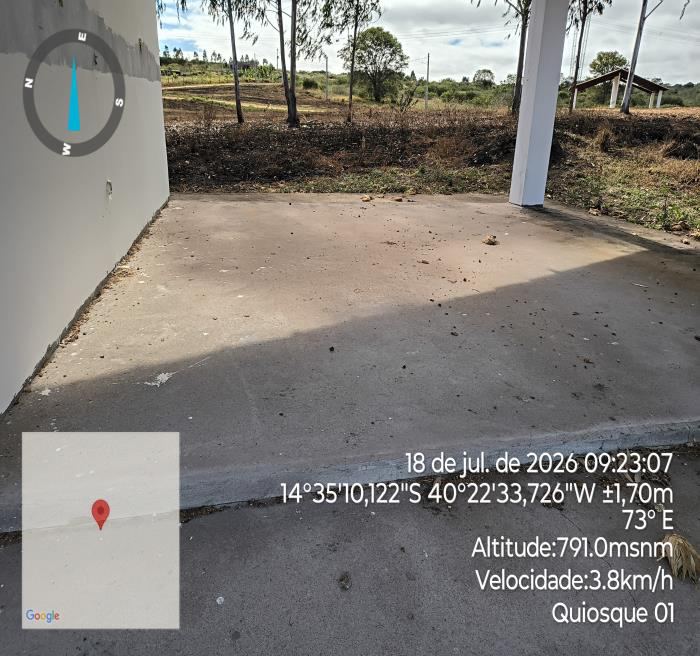 N
E
S
W
18 de jul. de 2026 09:23:07
14°35'10,122"S 40°22'33,726"W ±1,70m
73° E
Altitude:791.0msnm
Velocidade:3.8km/h
Quiosque 01
Google